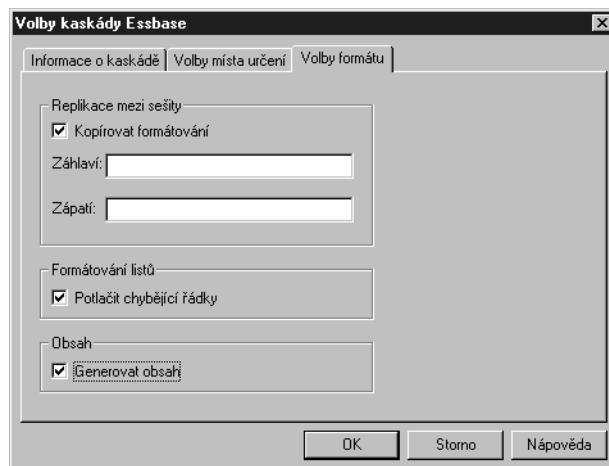 Volby kaskády Essbase
Informace o kaskádě Volby místa určení Volby formátu
Replikace mezi sešity
Kopírovat formátování
Záhlaví:
Zápatí:
Formátování listů
Potlačit chybějící řádky
Obsah
Generovat obsah
OK Storno Nápověda